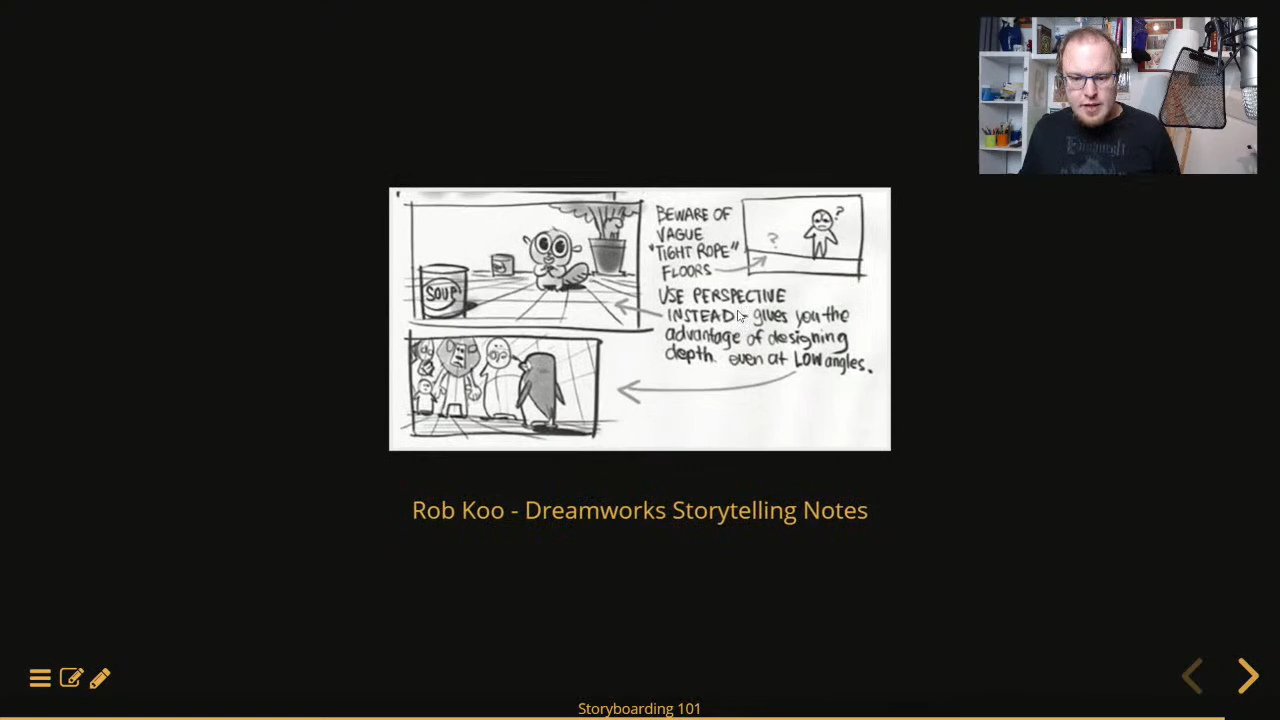 BEWARE OF
VAGUE
"TIGHT ROPE"
FLOORS
?
?
SOUP
USE PERSPECTIVE
INSTEAD - gives you the
advantage of designing
depth. even at LOW angles.
Rob Koo - Dreamworks Storytelling Notes
Storyboarding 101